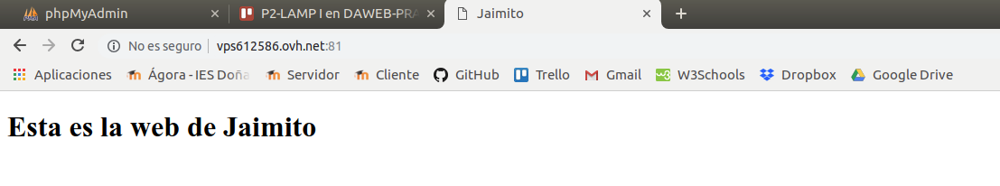 phpMyAdmin P2-LAMP I en DAWEB-PRA Jaimito
No es seguro vps612586.ovh.net:81
Aplicaciones Ágora - IES Doña Servidor Cliente GitHub Trello Gmail W3Schools Dropbox Google Drive
Esta es la web de Jaimito